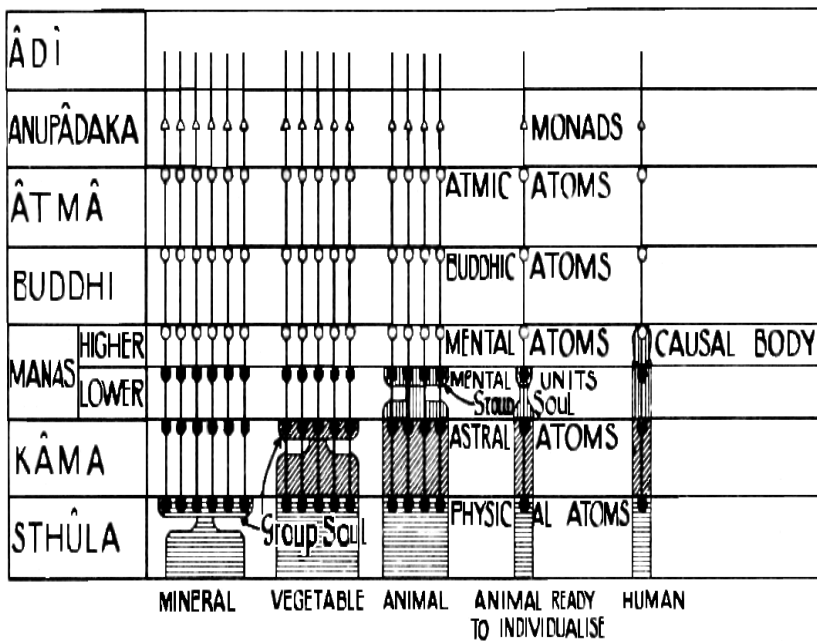 ÂDÌ
ANUPÂDAKA
MONADS
ÂTMÂ
ATMIC ATOMS
BUDDHI
BUDDHIC ATOMS
MANAS
HIGHER
MENTAL ATOMS
CAUSAL BODY
LOWER
MENTAL UNITS
Group Soul
KÂMA
ASTRAL ATOMS
STHÛLA
Group Soul
PHYSICAL ATOMS
MINERAL VEGETABLE ANIMAL ANIMAL READY HUMAN
TO INDIVIDUALISE